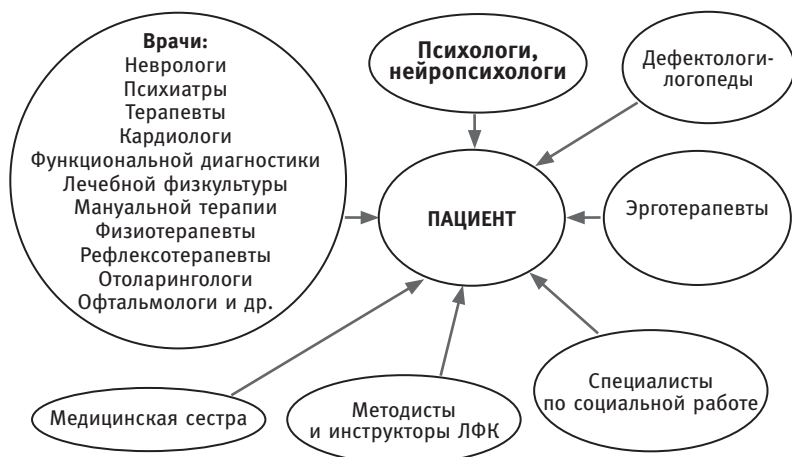 Врачи:
Неврологи
Психиатры
Терапевты
Кардиологи
Функциональной диагностики
Лечебной физкультуры
Мануальной терапии
Физиотерапевты
Рефлексотерапевты
Отоларингологи
Офтальмологи и др.
Психологи,
нейропсихологи
Дефектологи-
логопеды
ПАЦИЕНТ
Эрготерапевты
Медицинская сестра
Методисты
и инструкторы ЛФК
Специалисты
по социальной работе